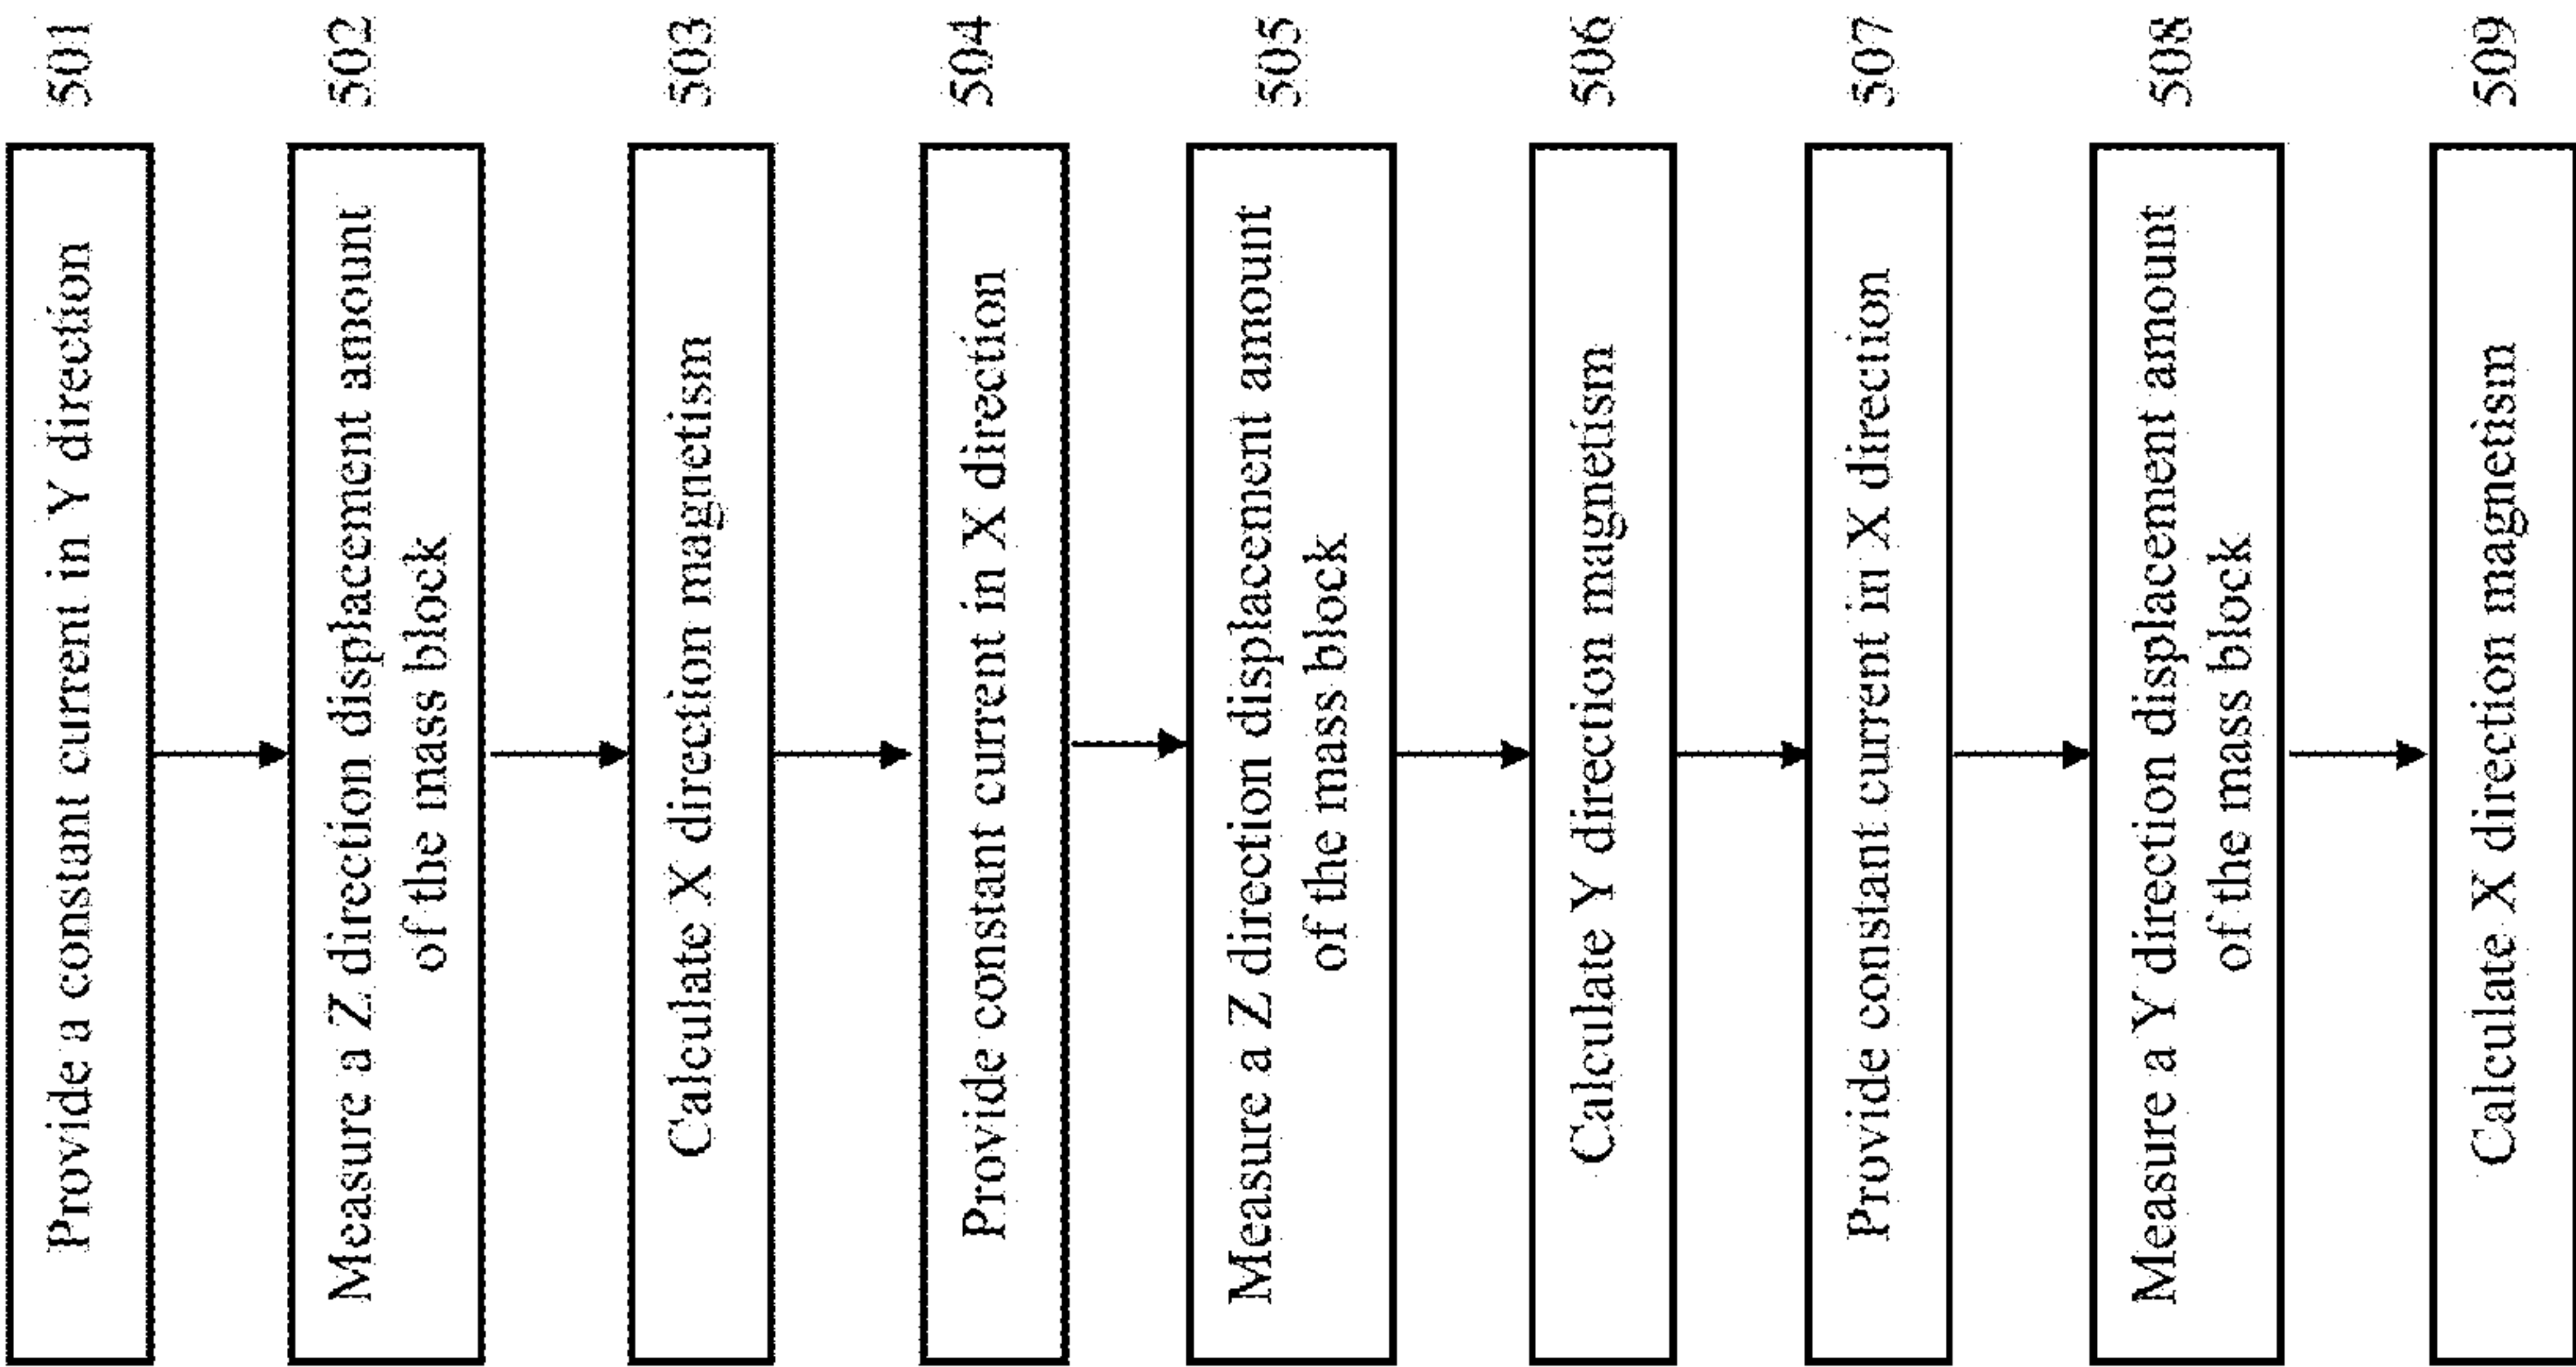 Provide a constant current in Y direction
501
Measure a Z direction displacement amount
of the mass block
502
Calculate X direction magnetism
503
Provide constant current in X direction
504
Measure a Z direction displacement amount
of the mass block
505
Calculate Y direction magnetism
506
Provide constant current in X direction
507
Measure a Y direction displacement amount
of the mass block
508
Calculate X direction magnetism
509